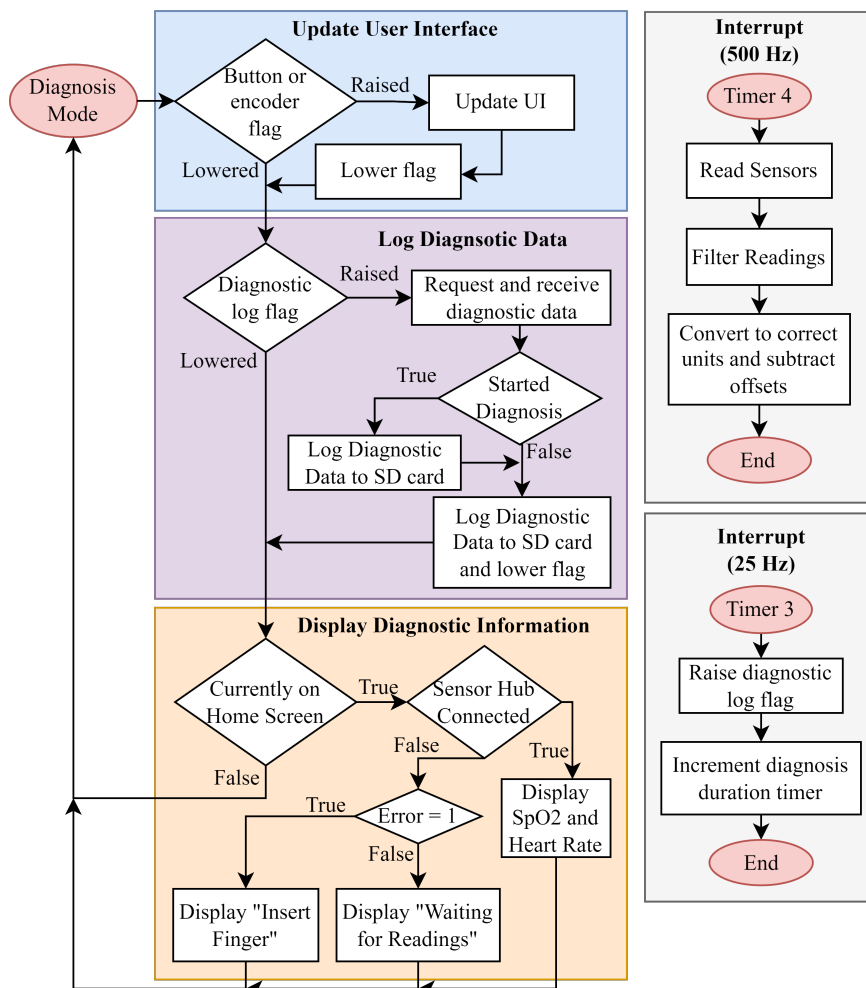 Update User Interface
Diagnosis
Mode
Button or
encoder
flag
Raised
Update UI
Lowered
Lower flag
Log Diagnsotic Data
Diagnostic
log flag
Raised
Request and receive
diagnostic data
Lowered
True
Started
Diagnosis
False
Log Diagnostic
Data to SD card
Log Diagnostic
Data to SD card
and lower flag
Display Diagnostic Information
Currently on
Home Screen
True
Sensor Hub
Connected
False
False
True
True
Error = 1
Display
SpO2 and
Heart Rate
False
Display "Insert
Finger"
Display "Waiting
for Readings"
Interrupt
(500 Hz)
Timer 4
Read Sensors
Filter Readings
Convert to correct
units and subtract
offsets
End
Interrupt
(25 Hz)
Timer 3
Raise diagnostic
log flag
Increment diagnosis
duration timer
End